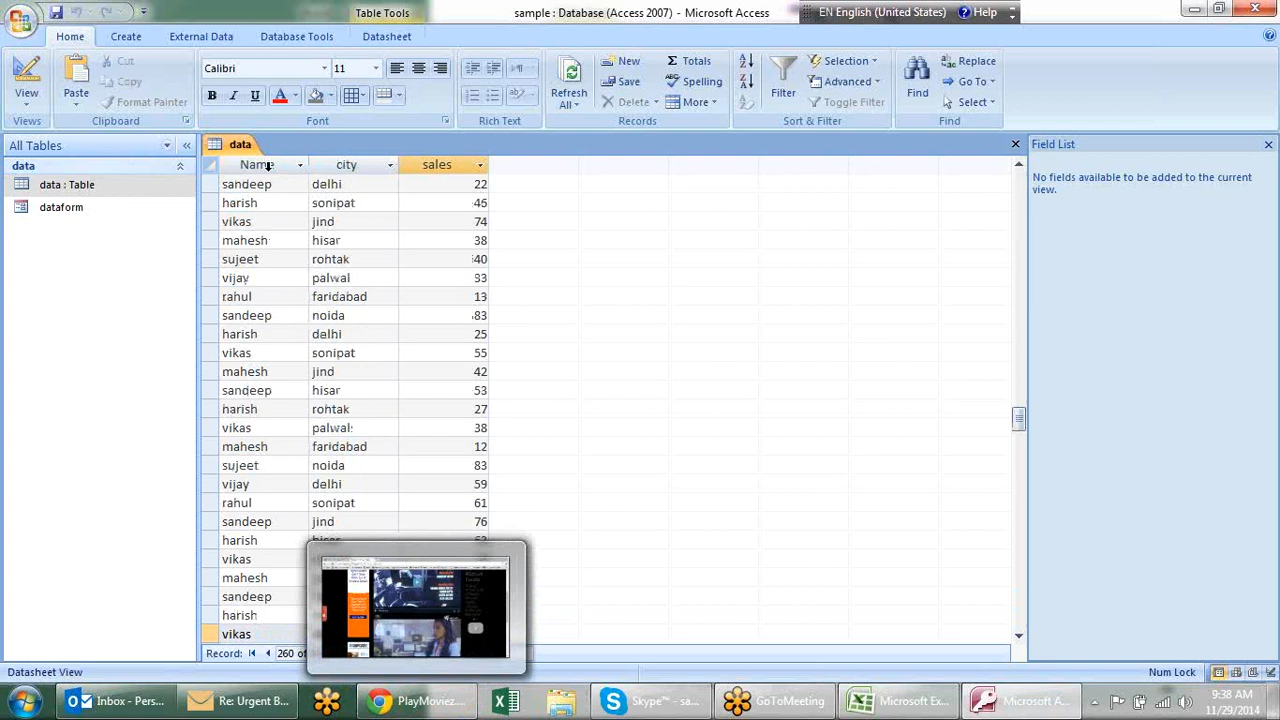 Table Tools
sample : Database (Access 2007) - Microsoft Access
EN English (United States)
Help
Home
Create
External Data
Database Tools
Datasheet
View
Views
Paste
Cut
Copy
Format Painter
Clipboard
Calibri
11
B I U A
Font
Rich Text
Refresh All
New
Save
Delete
Totals
Spelling
More
Records
Filter
Selection
Advanced
Toggle Filter
Sort & Filter
Find
Replace
Go To
Select
Find
All Tables
data
data : Table
dataform
data
Name city sales
sandeep delhi 22
harish sonipat 45
vikas jind 74
mahesh hisar 38
sujeet rohtak 40
vijay palwal 83
rahul faridabad 13
sandeep noida 83
harish delhi 25
vikas sonipat 55
mahesh jind 42
sandeep hisar 53
harish rohtak 27
vikas palwal 38
mahesh faridabad 12
sujeet noida 83
vijay delhi 59
rahul sonipat 61
sandeep jind 76
harish
vikas
mahesh
sandeep
harish
vikas
Record: 260 of
Field List
No fields available to be added to the current
view.
Datasheet View
Num Lock
Inbox - Pers...
Re: Urgent B...
PlayMoviez....
Skype™ - sa...
GoToMeeting
Microsoft Ex...
Microsoft A...
9:38 AM
11/29/2014